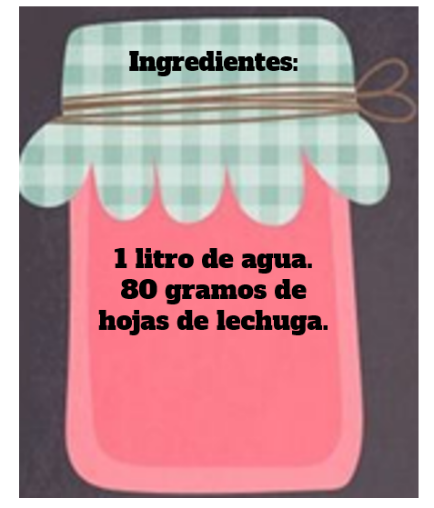 Ingredientes:
1 litro de agua.
80 gramos de
hojas de lechuga.